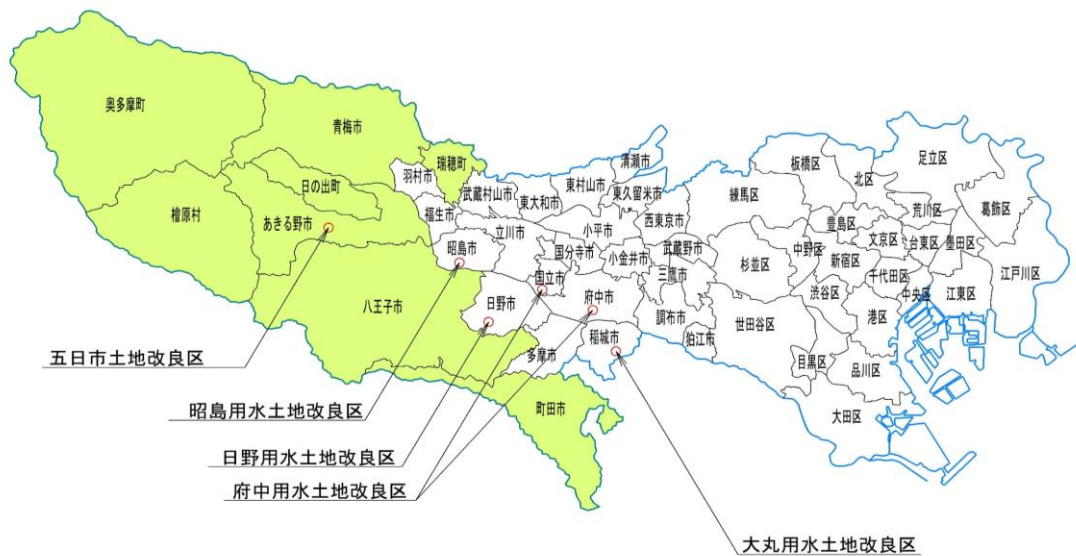 奥多摩町
青梅市
瑞穂町
日の出町
檜原村
あきる野市
八王子市
町田市
羽村市
福生市
武蔵村山市
東大和市
東村山市
清瀬市
東久留米市
昭島市
立川市
小平市
西東京市
国分寺市
小金井市
武蔵野市
国立市
日野市
府中市
三鷹市
調布市
狛江市
多摩市
稲城市
練馬区
板橋区
北区
足立区
荒川区
葛飾区
豊島区
文京区
台東区
墨田区
杉並区
中野区
新宿区
千代田区
中央区
江東区
江戸川区
渋谷区
港区
世田谷区
目黒区
品川区
大田区
五日市土地改良区
昭島用水土地改良区
日野用水土地改良区
府中用水土地改良区
大丸用水土地改良区